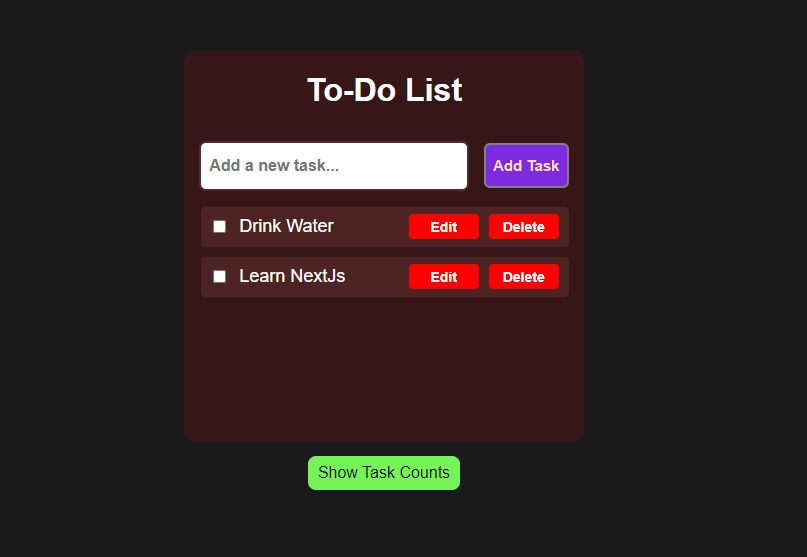 To-Do List
Add a new task... Add Task
Drink Water Edit Delete
Learn NextJs Edit Delete
Show Task Counts